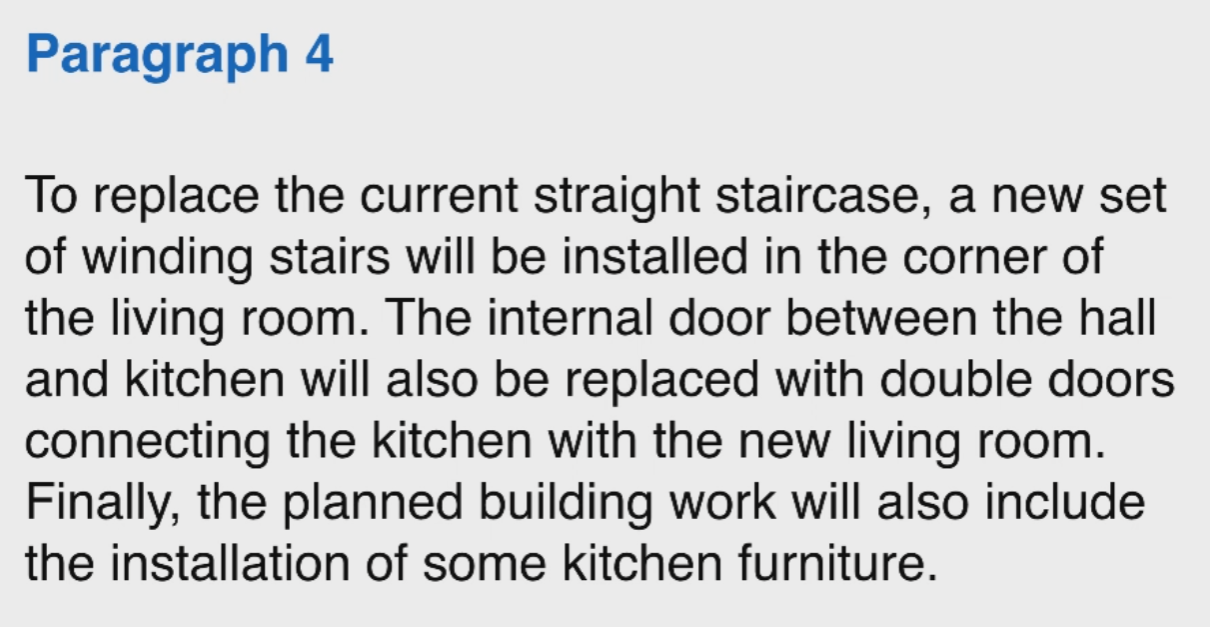 Paragraph 4
To replace the current straight staircase, a new set
of winding stairs will be installed in the corner of
the living room. The internal door between the hall
and kitchen will also be replaced with double doors
connecting the kitchen with the new living room.
Finally, the planned building work will also include
the installation of some kitchen furniture.